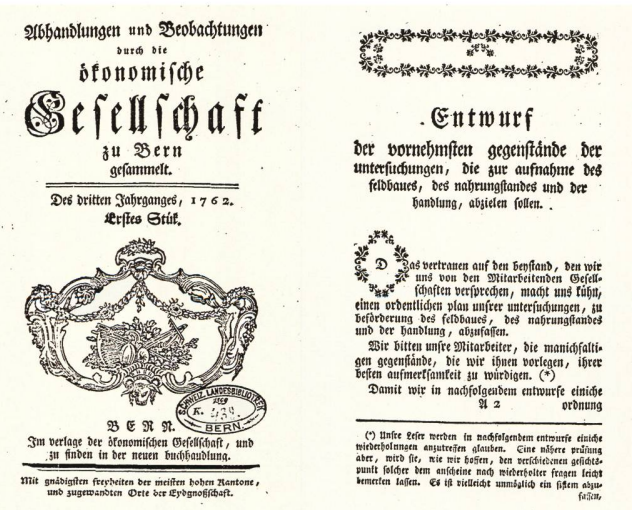 Abhandlungen und Beobachtungen
durch die
ökonomische
Gesellschaft
zu Bern
gesammelt.
Des dritten Jahrganges, 1762.
Erstes Stük.
SCHWEIZ. LANDESBIBLIOTHEK
K.
BERN
BERN.
Im verlage der ökonomischen Gesellschaft, und
zu finden in der neuen buchhandlung.
Mit gnädigsten freyheiten der meisten hohen Kantone,
und zugewandten Orte der Eydgnoßschaft.
Entwurf
der vornehmsten gegenstände der
untersuchungen, die zur aufnahme des
feldbaues, des nahrungstandes und der
handlung, abzielen sollen.
Das vertrauen auf den beystand, den wir
uns von den Mitarbeitenden Gesell-
schaften versprechen, macht uns kühn,
einen ordentlichen plan unsrer untersuchungen, zu
beförderung des feldbaues, des nahrungstandes
und der handlung, abzufassen.
Wir bitten unsre Mitarbeiter, die manichfalti-
gen gegenstände, die wir ihnen vorlegen, ihrer
besten aufmerksamkeit zu würdigen. (*)
Damit wir in nachfolgendem entwurfe einiche
A 2 ordnung
(*) Unsre Leser werden in nachfolgendem entwurfe einiche
wiederholungen anzutreffen glauben. Eine nähere prüfung
aber, wird sie, wie wir hoffen, den verschiedenen gesichts-
punkt solcher dem anscheine nach wiederholter fragen leicht
bemerken lassen. Es ist vielleicht unmöglich ein sistem abzu-
fassen,